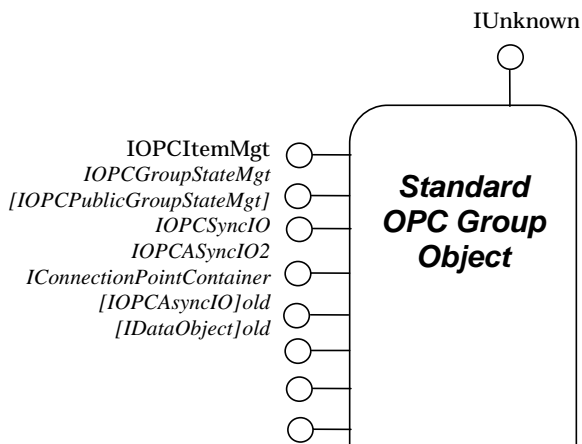 IUnknown
IOPCItemMgt
IOPCGroupStateMgt
[IOPCPublicGroupStateMgt]
IOPCSyncIO
IOPCASyncIO2
IConnectionPointContainer
[IOPCAsyncIO]old
[IDataObject]old
Standard
OPC Group
Object